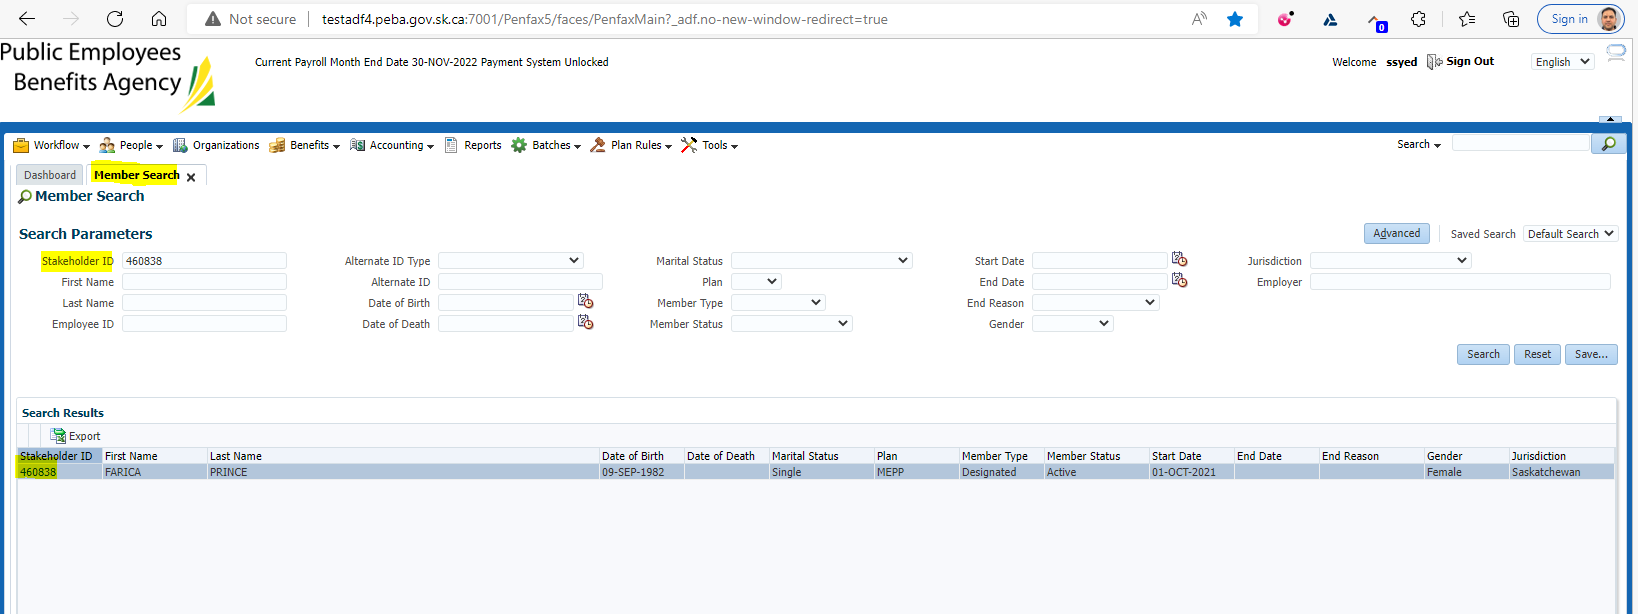 Not secure testadf4.peba.gov.sk.ca:7001/Penfax5/faces/PenfaxMain?_adf.no-new-window-redirect=true
0
Sign in
Public Employees
Benefits Agency
Current Payroll Month End Date 30-NOV-2022 Payment System Unlocked
Welcome ssyed Sign Out English
Workflow People Organizations Benefits Accounting Reports Batches Plan Rules Tools Search
Dashboard Member Search
Member Search
Search Parameters Advanced Saved Search Default Search
Stakeholder ID 460838 Alternate ID Type Marital Status Start Date Jurisdiction
First Name Alternate ID Plan End Date Employer
Last Name Date of Birth Member Type End Reason
Employee ID Date of Death Member Status Gender
Search Reset Save...
Search Results
Export
Stakeholder ID First Name Last Name Date of Birth Date of Death Marital Status Plan Member Type Member Status Start Date End Date End Reason Gender Jurisdiction
460838 FARICA PRINCE 09-SEP-1982 Single MEPP Designated Active 01-OCT-2021 Female Saskatchewan